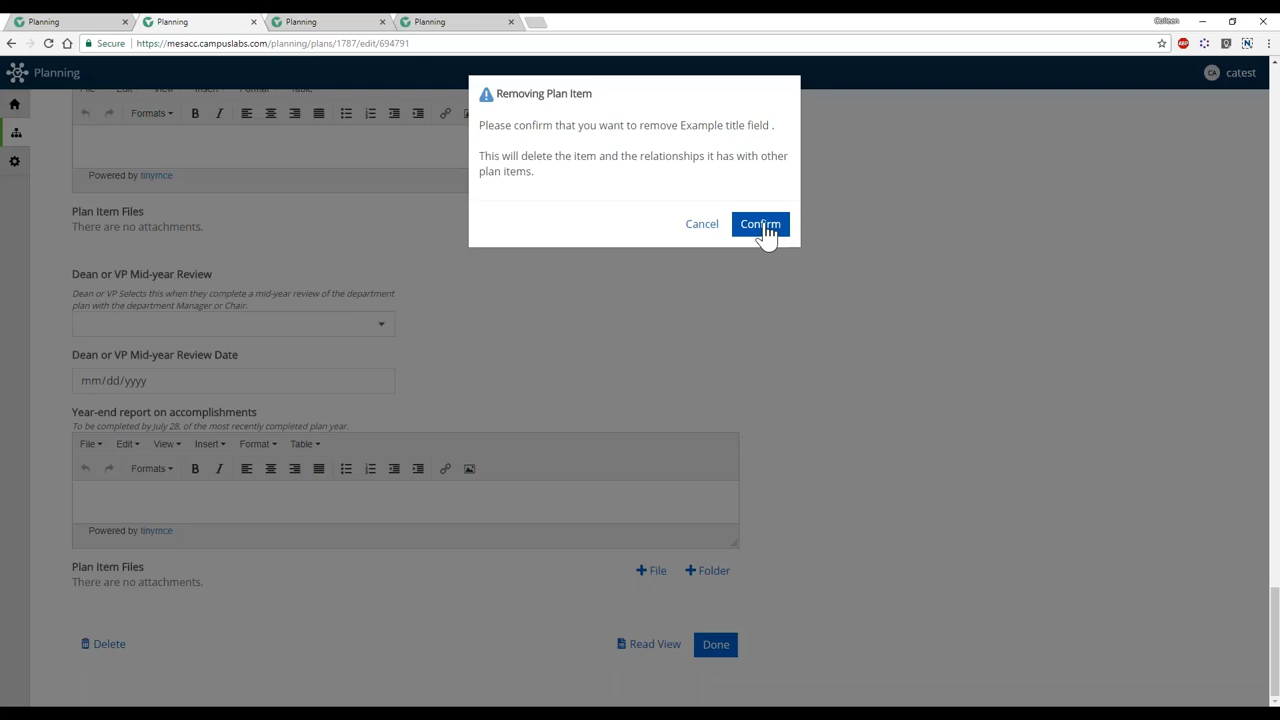 Planning
Planning
Planning
Planning
Colleen
Secure
https://mesacc.campuslabs.com/planning/plans/1787/edit/694791
ABP
N
Planning
CA
catest
File Edit View Insert Format Table
Formats B I
Powered by tinymce
Removing Plan Item
Please confirm that you want to remove Example title field .
This will delete the item and the relationships it has with other
plan items.
Cancel
Confirm
Plan Item Files
There are no attachments.
Dean or VP Mid-year Review
Dean or VP Selects this when they complete a mid-year review of the department
plan with the department Manager or Chair.
Dean or VP Mid-year Review Date
mm/dd/yyyy
Year-end report on accomplishments
To be completed by July 28, of the most recently completed plan year.
File Edit View Insert Format Table
Formats B I
Powered by tinymce
Plan Item Files
File
Folder
There are no attachments.
Delete
Read View
Done